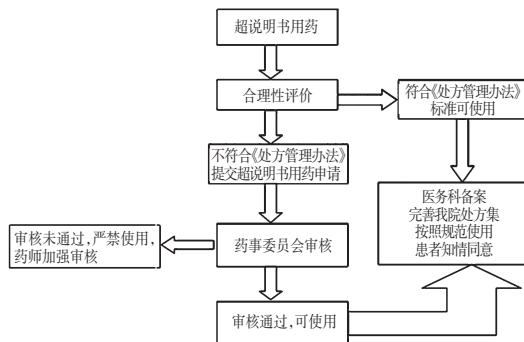 超说明书用药
合理性评价
符合《处方管理办法》
标准可使用
不符合《处方管理办法》
提交超说明书用药申请
医务科备案
完善我院处方集
按照规范使用
患者知情同意
审核未通过,严禁使用,
药师加强审核
药事委员会审核
审核通过,可使用